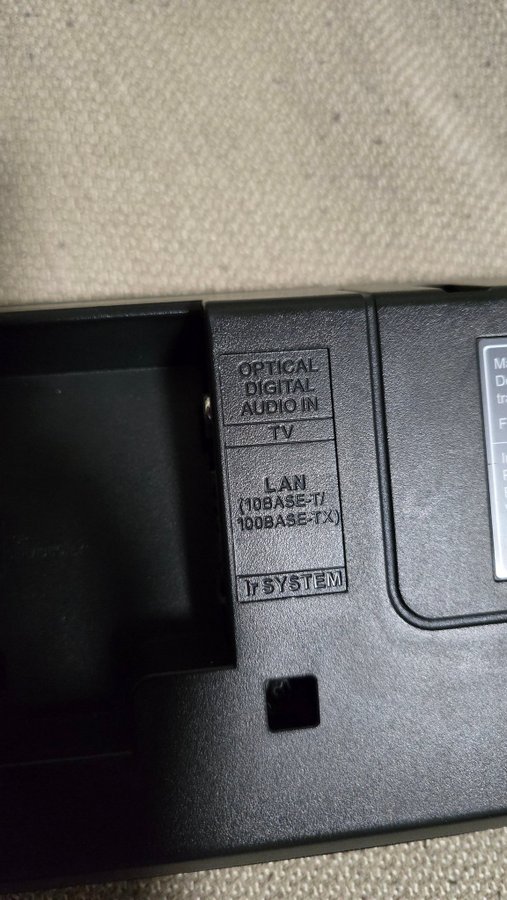 OPTICAL
DIGITAL
AUDIO IN
TV
LAN
(10BASE-T/
100BASE-TX)
Ir SYSTEM